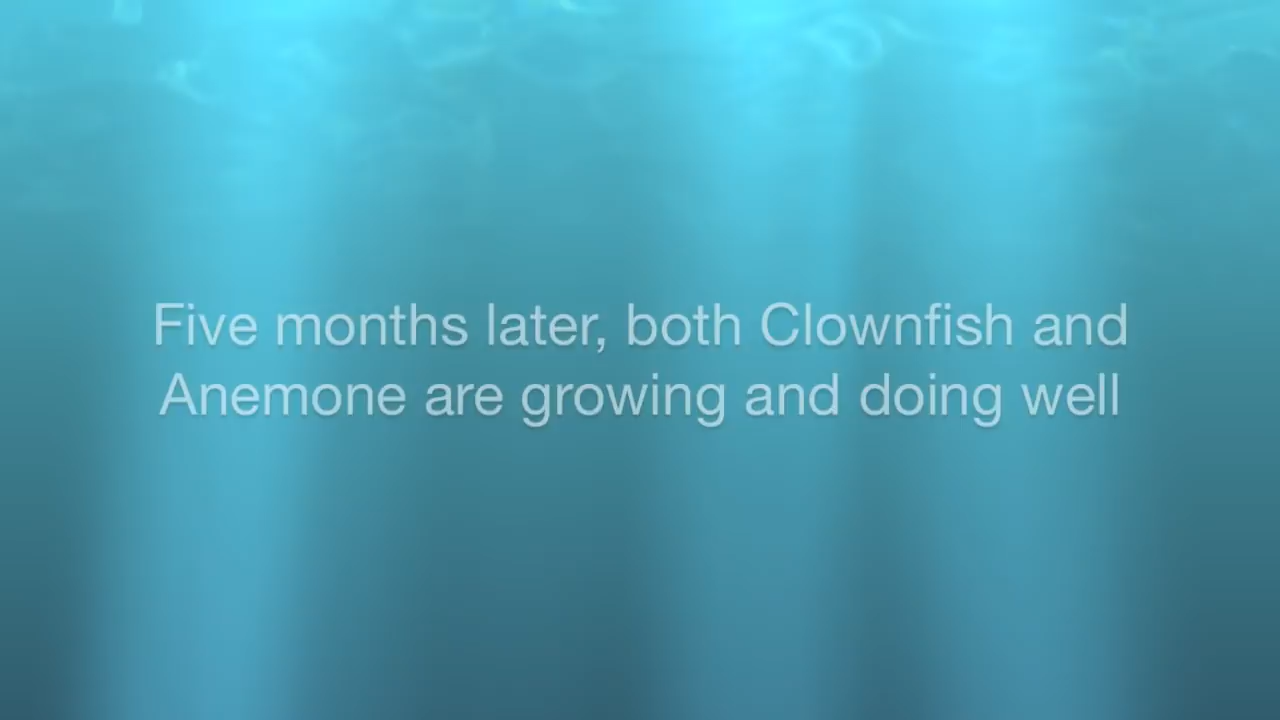 Five months later, both Clownfish and
Anemone are growing and doing well